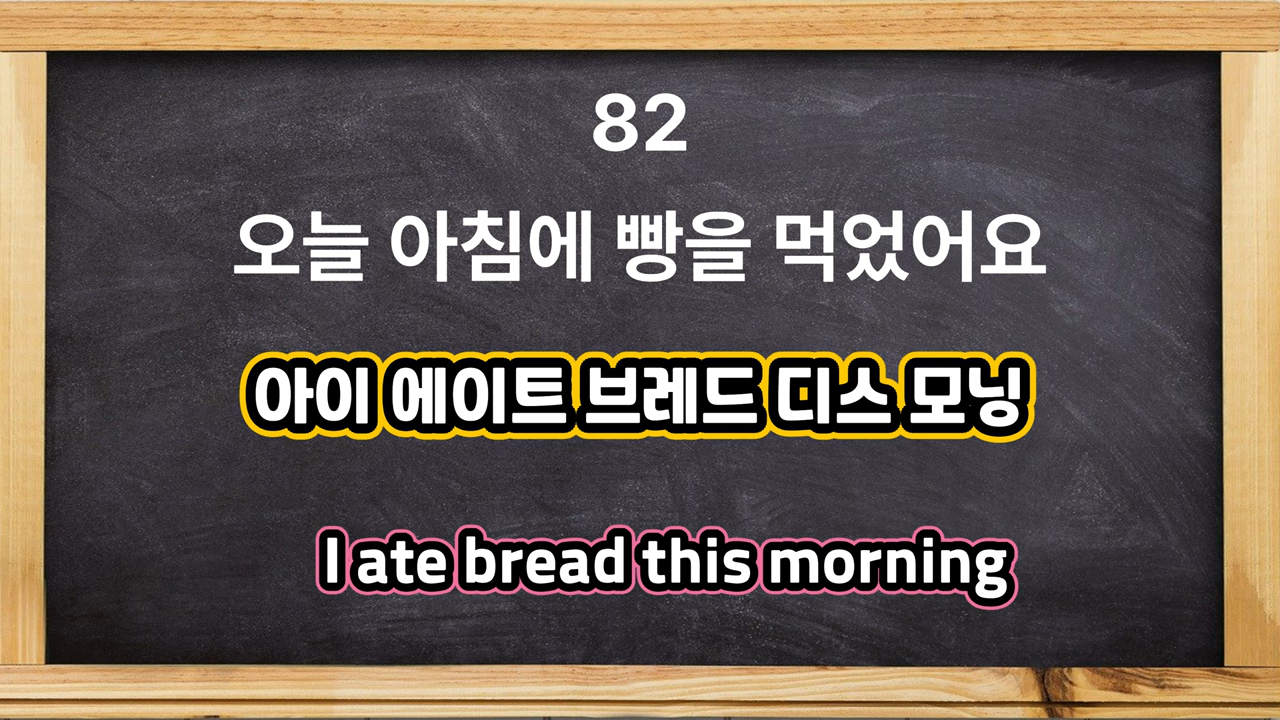 82
오늘 아침에 빵을 먹었어요
아이 에이트 브레드 디스 모닝
I ate bread this morning